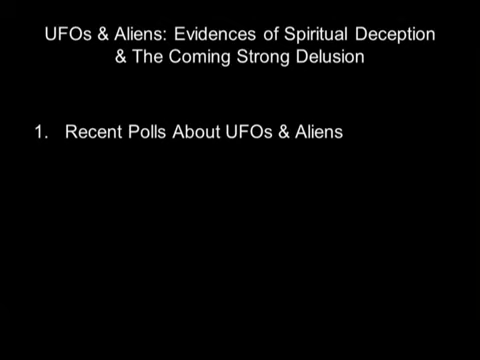 UFOs & Aliens: Evidences of Spiritual Deception
& The Coming Strong Delusion
1. Recent Polls About UFOs & Aliens